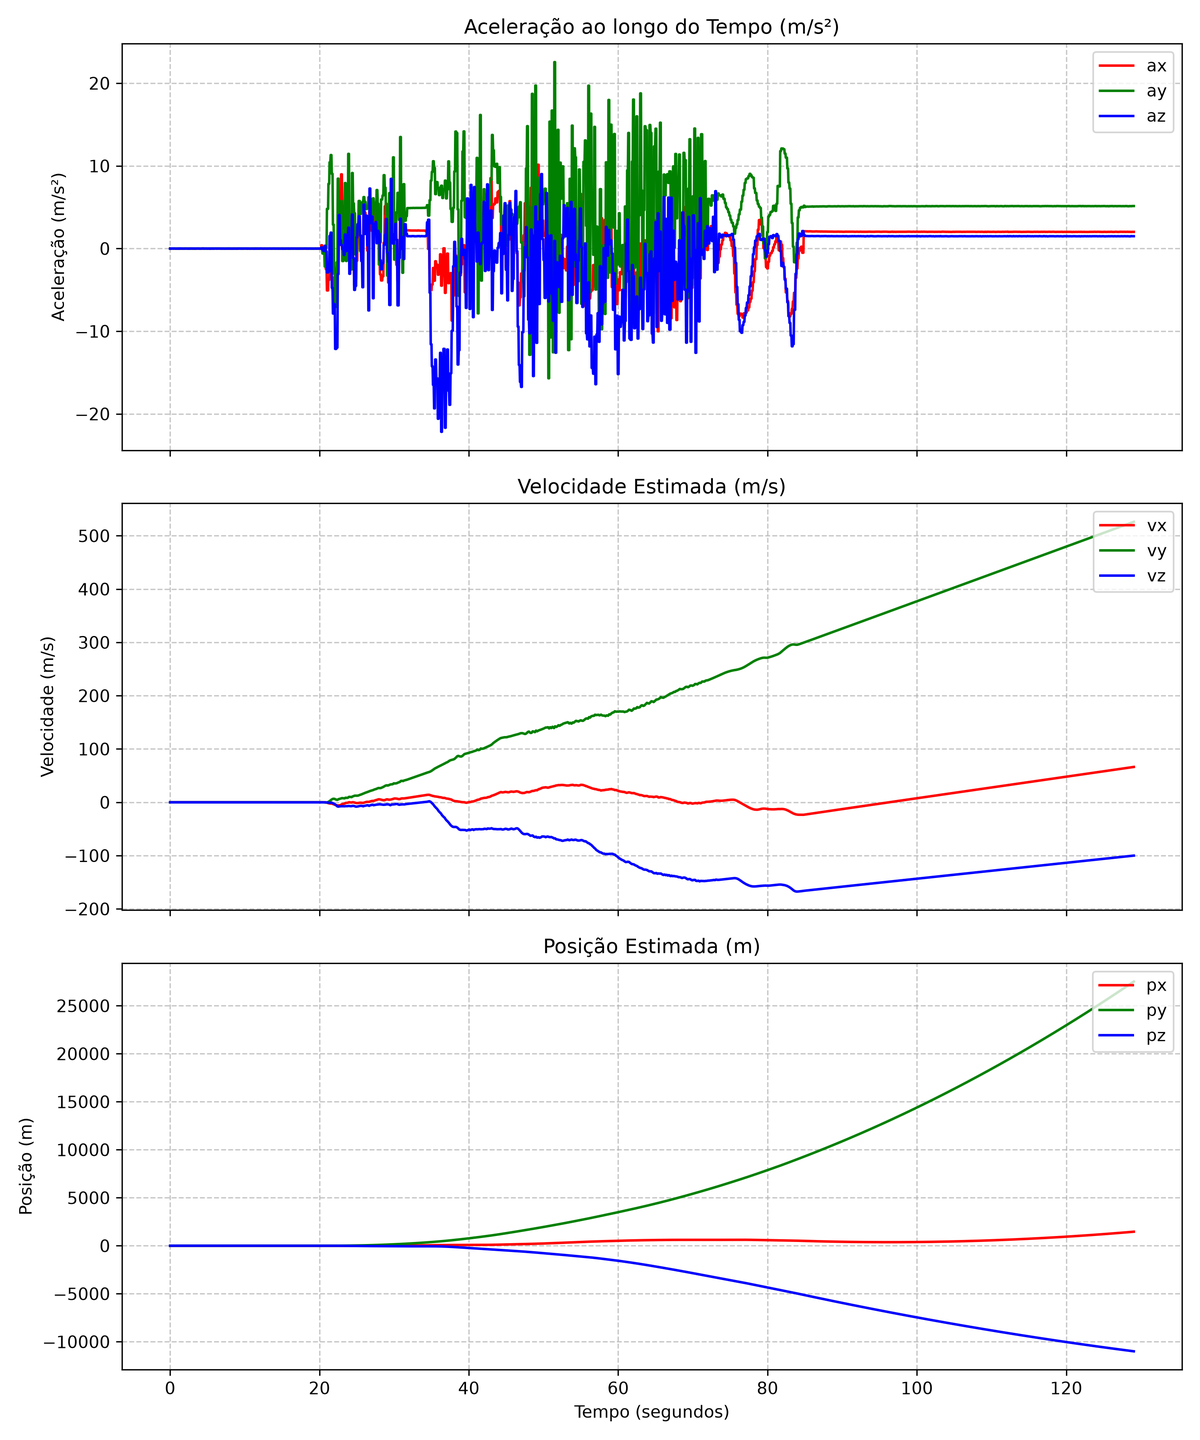 Aceleração ao longo do Tempo (m/s²)
Aceleração (m/s²)
20
10
0
−10
−20
ax
ay
az
Velocidade Estimada (m/s)
Velocidade (m/s)
500
400
300
200
100
0
−100
−200
vx
vy
vz
Posição Estimada (m)
Posição (m)
25000
20000
15000
10000
5000
0
−5000
−10000
px
py
pz
0 20 40 60 80 100 120
Tempo (segundos)